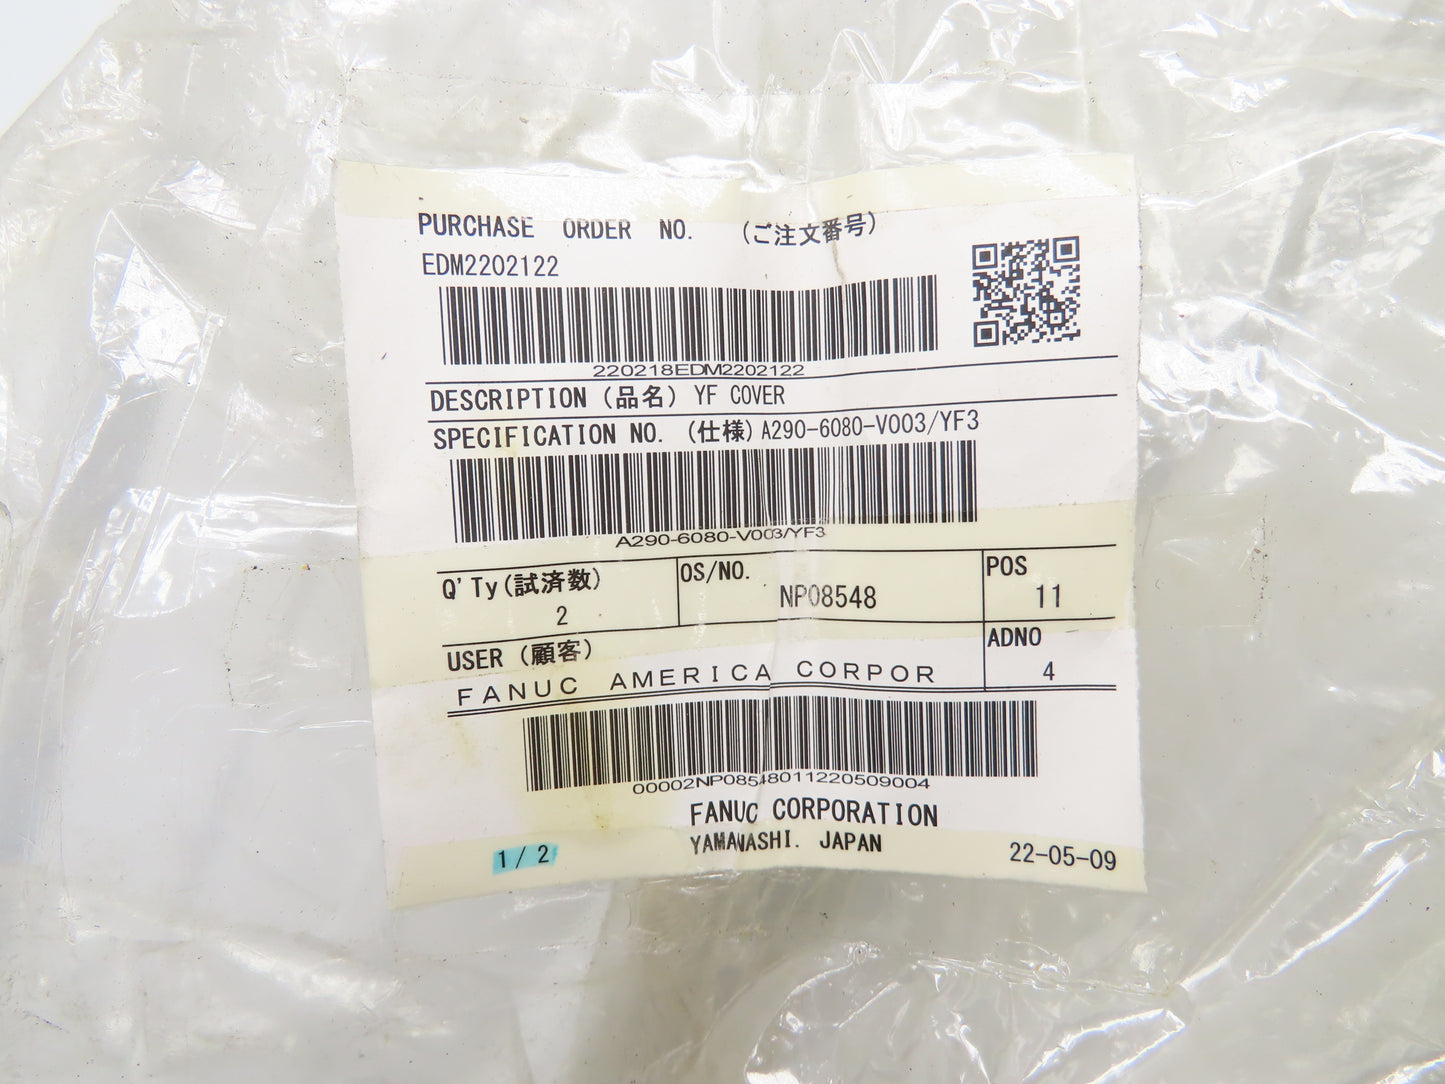 PURCHASE ORDER NO. (ご注文番号)
EDM2202122
220218EDM2202122
DESCRIPTION (品名) YF COVER
SPECIFICATION NO. (仕様) A290-6080-V003/YF3
A290-6080-V003/YF3
Q'Ty(試済数) OS/NO. POS
2 NP08548 11
USER (顧客) ADNO
FANUC AMERICA CORPOR 4
00002NP08548011220509004
FANUC CORPORATION
YAMANASHI. JAPAN
1/2 22-05-09